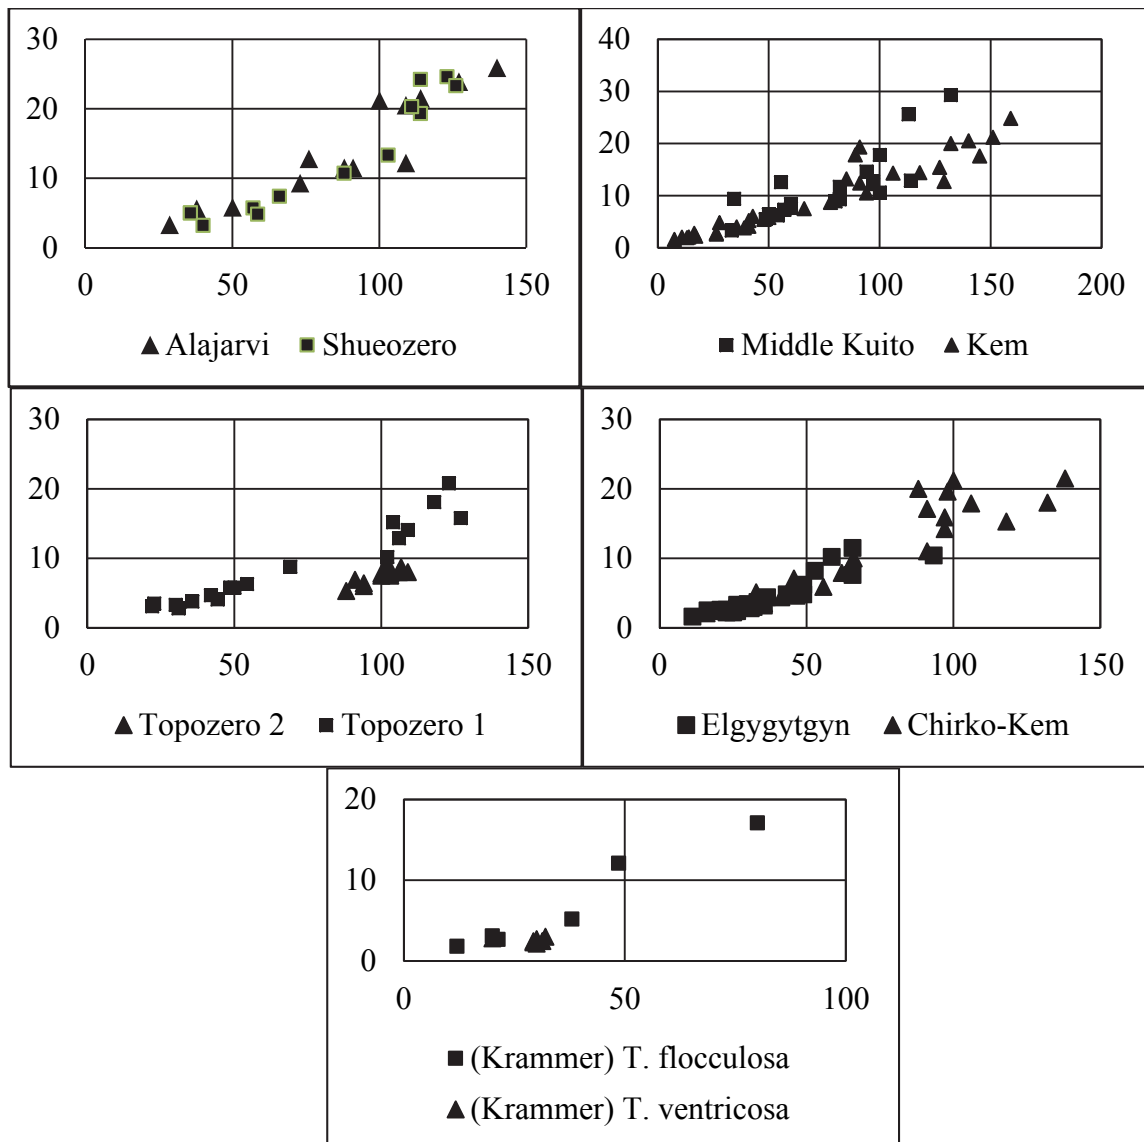 30
20
10
0
0 50 100 150
Alajarvi Shueozero
40
30
20
10
0
0 50 100 150 200
Middle Kuito Kem
30
20
10
0
0 50 100 150
Topozero 2 Topozero 1
30
20
10
0
0 50 100 150
Elgygytgyn Chirko-Kem
20
10
0
0 50 100
(Krammer) T. flocculosa
(Krammer) T. ventricosa